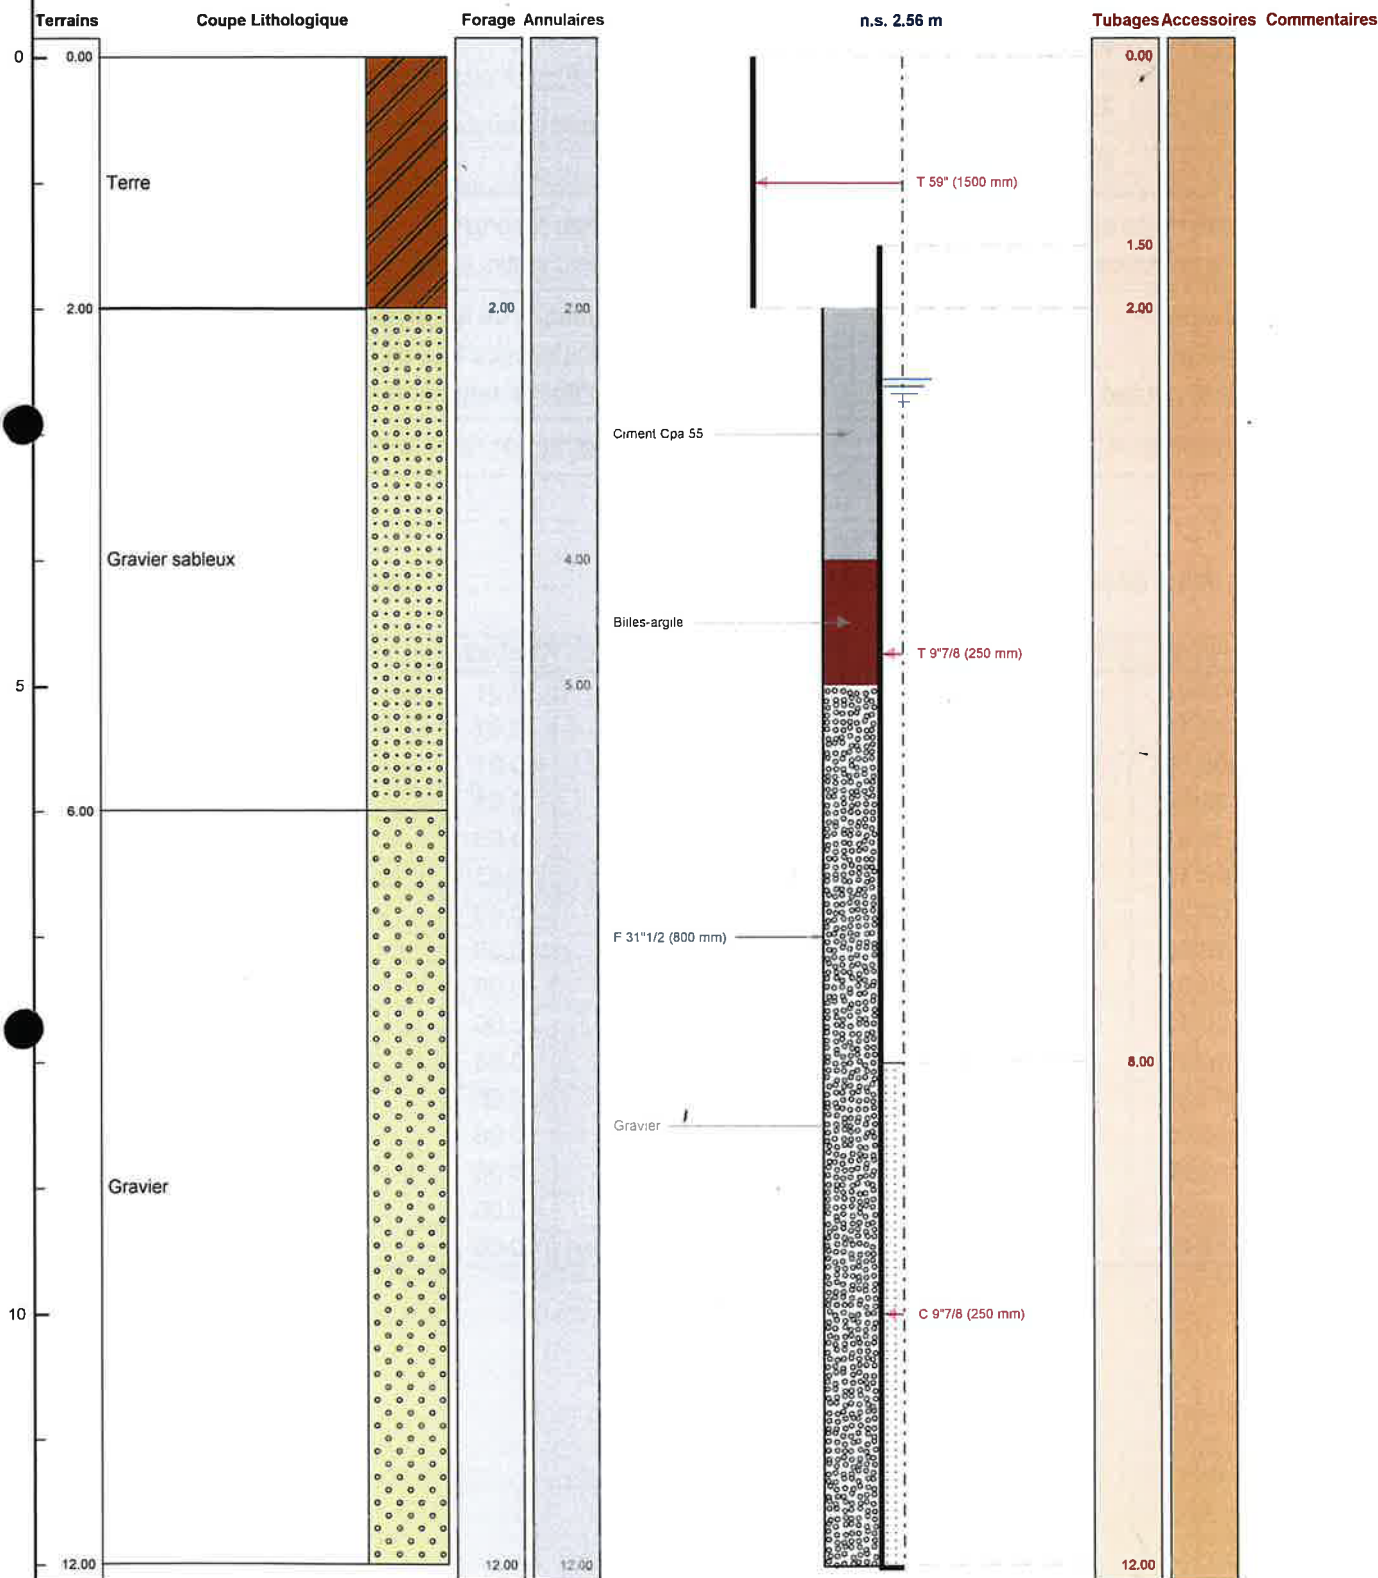 Terrains Coupe Lithologique Forage Annulaires n.s. 2.56 m Tubages Accessoires Commentaires
0 0.00 0.00
Terre T 59" (1500 mm)
1.50
2.00 2.00 2.00 2.00
Ciment Cpa 55
Gravier sableux 4.00
Billes-argile
T 9"7/8 (250 mm)
5 5.00
6.00
F 31"1/2 (800 mm)
8.00
Gravier
Gravier
10 C 9"7/8 (250 mm)
12.00 12.00 12.00 12.00